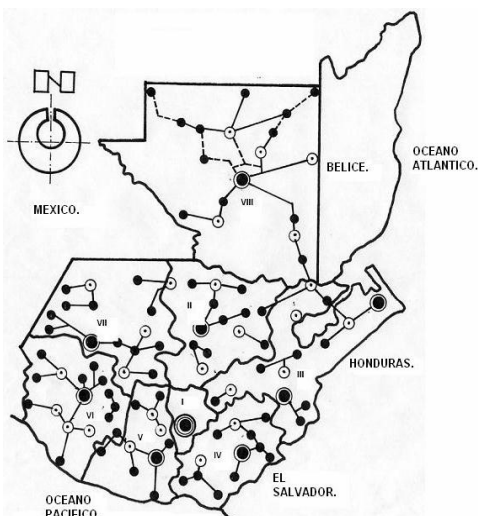 N
OCEANO
ATLANTICO.
BELICE.
MEXICO.
VIII
II
VII
HONDURAS.
III
I
VI
V
IV
EL
SALVADOR.
OCEANO
PACIFICO